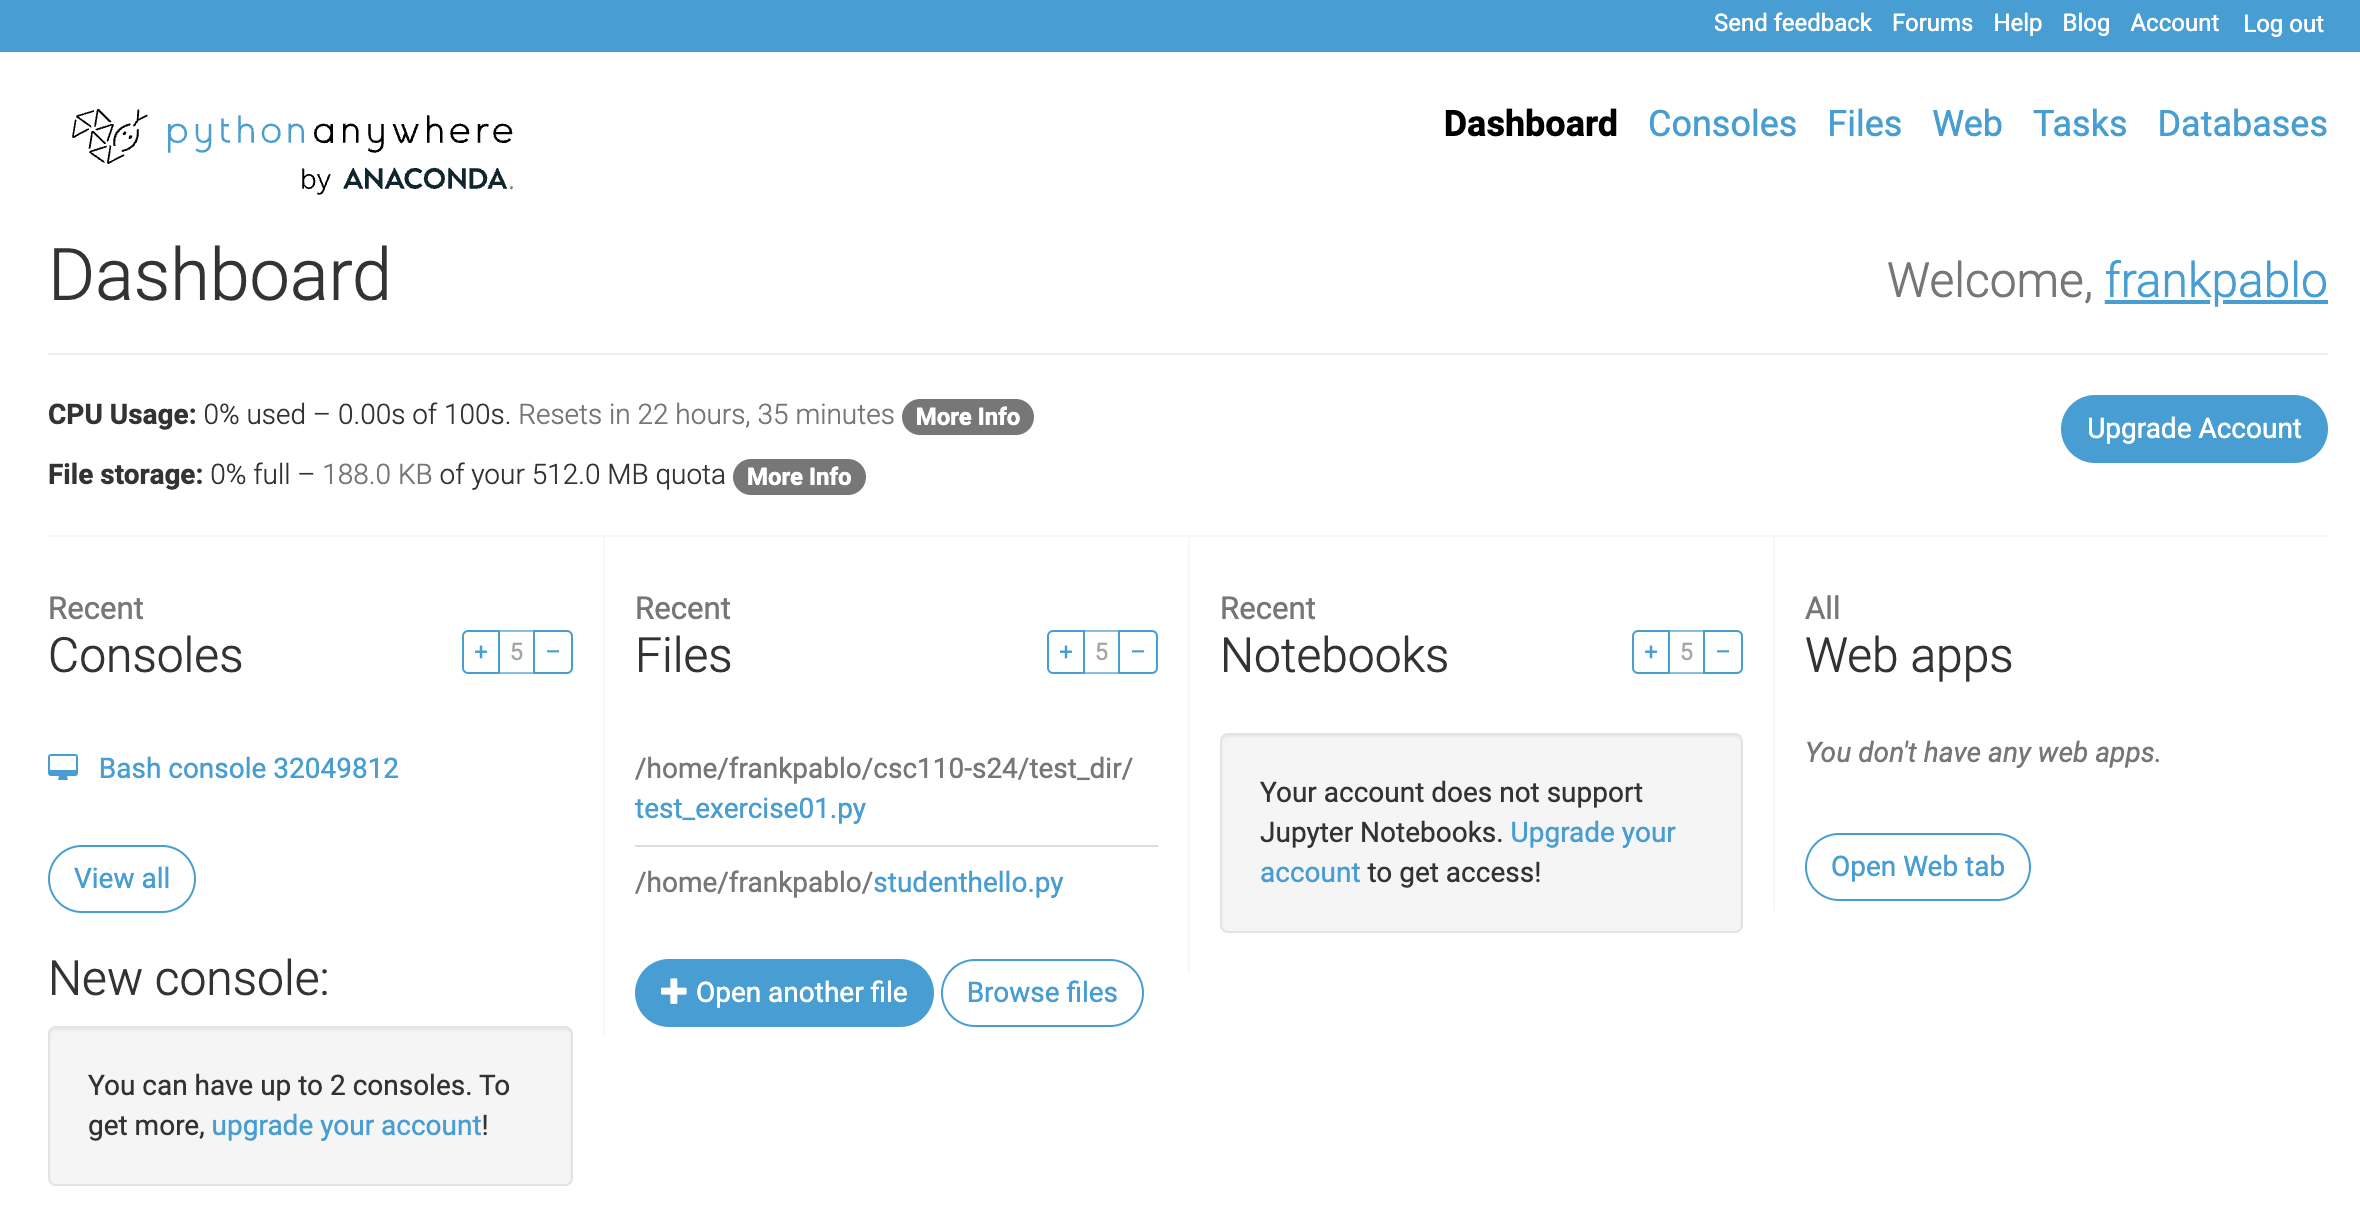 Send feedback Forums Help Blog Account Log out
pythonanywhere
by ANACONDA.
Dashboard Consoles Files Web Tasks Databases
Dashboard
Welcome, frankpablo
CPU Usage: 0% used – 0.00s of 100s. Resets in 22 hours, 35 minutes More Info
File storage: 0% full – 188.0 KB of your 512.0 MB quota More Info
Upgrade Account
Recent
Consoles
+ 5 −
Bash console 32049812
View all
New console:
You can have up to 2 consoles. To
get more, upgrade your account!
Recent
Files
+ 5 −
/home/frankpablo/csc110-s24/test_dir/
test_exercise01.py
/home/frankpablo/studenthello.py
+ Open another file
Browse files
Recent
Notebooks
+ 5 −
Your account does not support
Jupyter Notebooks. Upgrade your
account to get access!
All
Web apps
You don't have any web apps.
Open Web tab